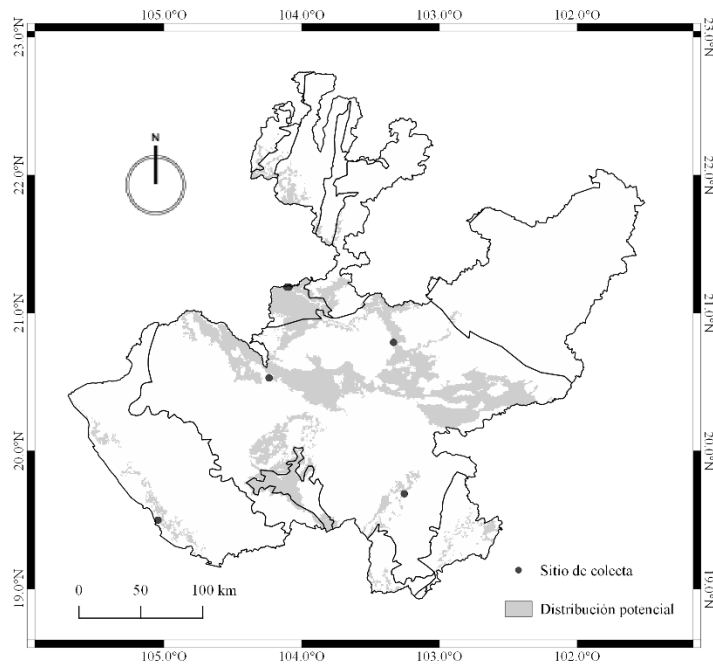 105.0°O 104.0°O 103.0°O 102.0°O
23.0°N 23.0°N
N
22.0°N 22.0°N
21.0°N 21.0°N
20.0°N 20.0°N
Sitio de colecta
0 50 100 km
19.0°N 19.0°N
Distribución potencial
105.0°O 104.0°O 103.0°O 102.0°O